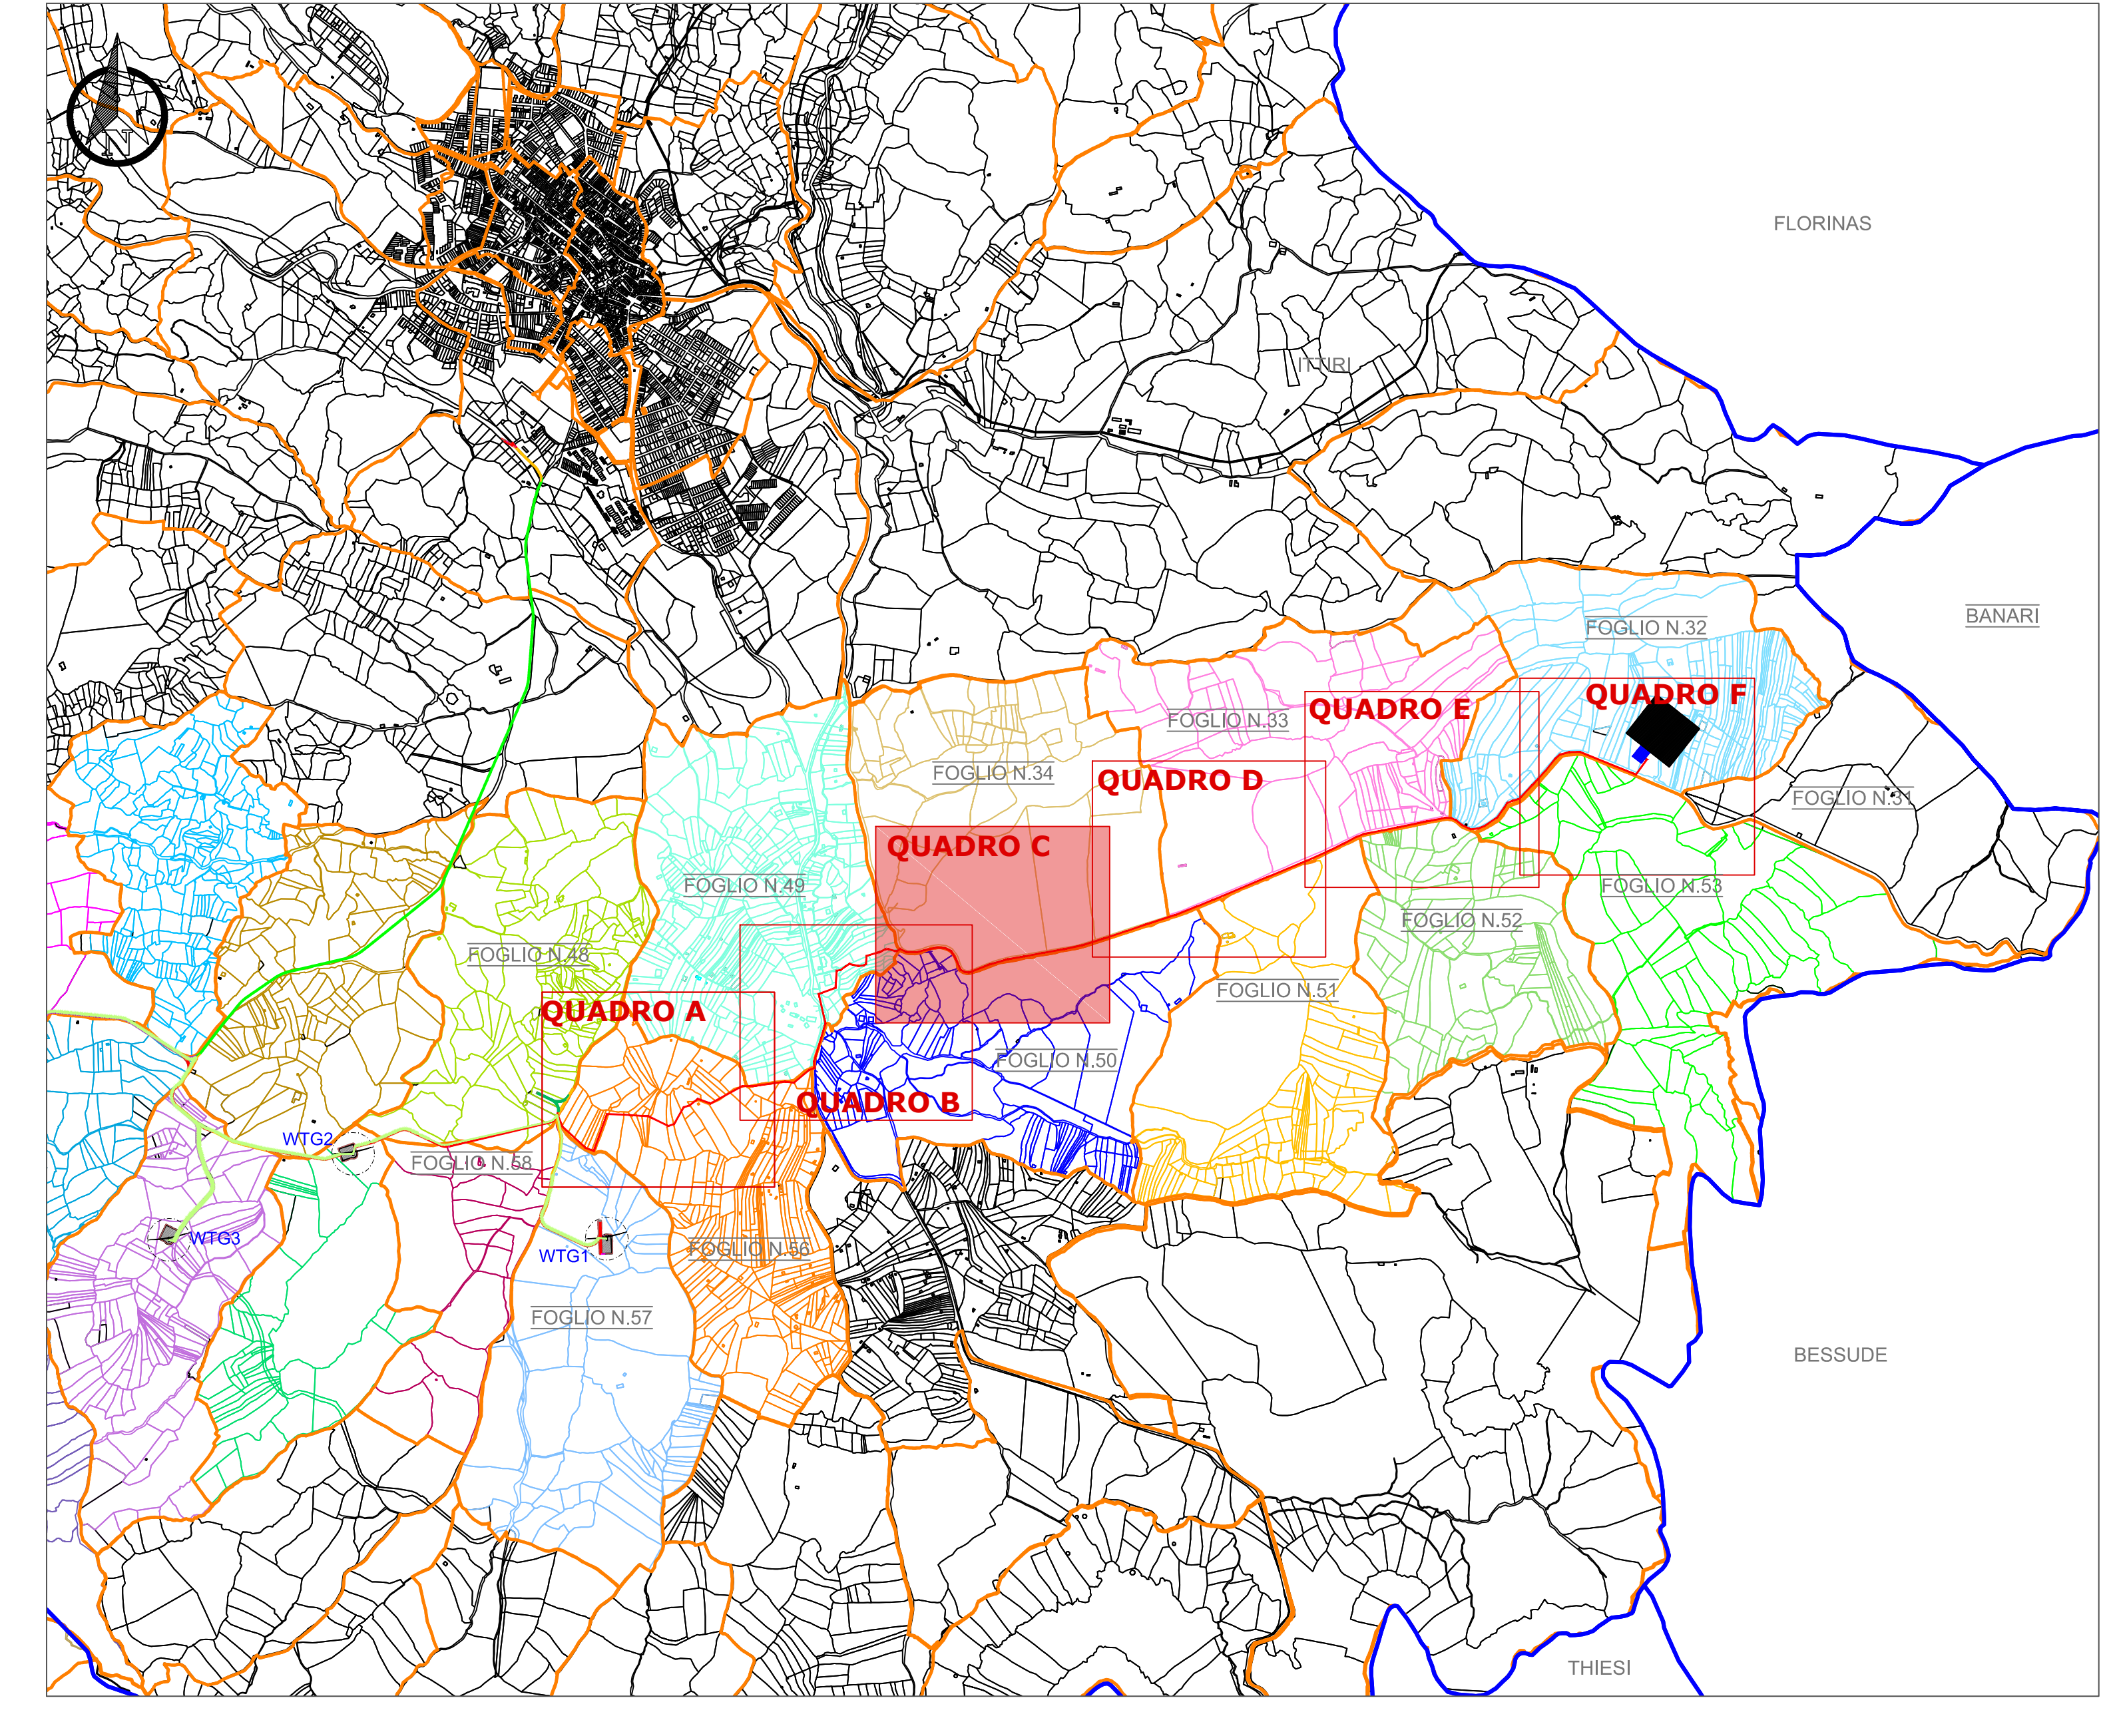 N
FLORINAS
ITTIRI
BANARI
FOGLIO N.32
QUADRO F
QUADRO E
FOGLIO N.33
FOGLIO N.34
QUADRO D
FOGLIO N.31
QUADRO C
FOGLIO N.49
FOGLIO N.53
FOGLIO N.52
FOGLIO N.48
FOGLIO N.51
QUADRO A
FOGLIO N.50
QUADRO B
WTG2
FOGLIO N.58
WTG3
WTG1
FOGLIO N.56
FOGLIO N.57
BESSUDE
THIESI